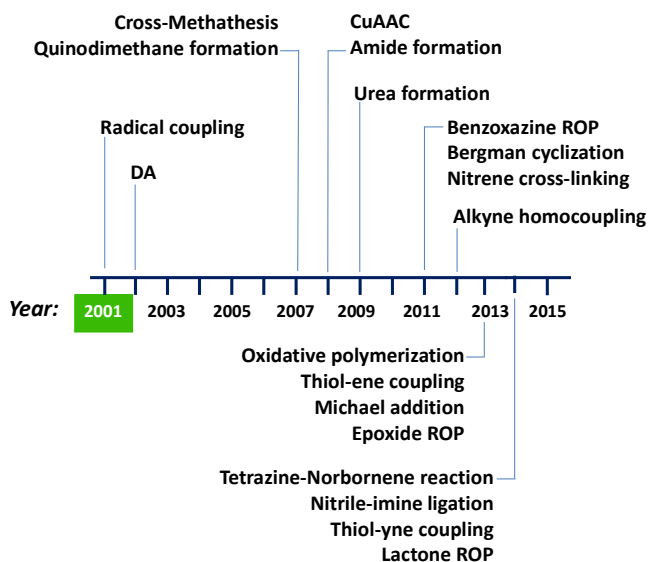 Cross-Methathesis
Quinodimethane formation
CuAAC
Amide formation
Urea formation
Radical coupling
Benzoxazine ROP
Bergman cyclization
Nitrene cross-linking
DA
Alkyne homocoupling
Year:
2001 2003 2005 2007 2009 2011 2013 2015
Oxidative polymerization
Thiol-ene coupling
Michael addition
Epoxide ROP
Tetrazine-Norbornene reaction
Nitrile-imine ligation
Thiol-yne coupling
Lactone ROP